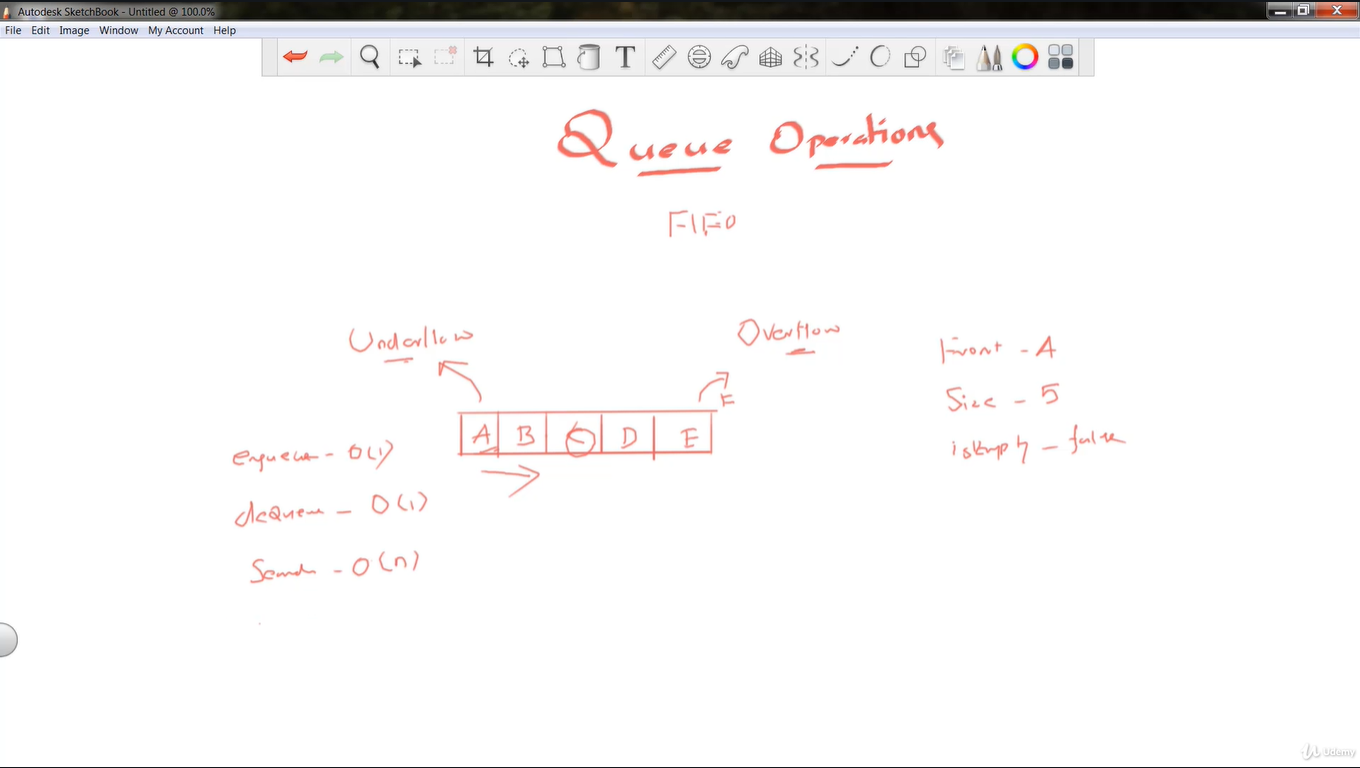 Autodesk SketchBook - Untitled @ 100.0%
File Edit Image Window My Account Help
T
Queue Operations
FIFO
Underflow
Overflow
F
A B C D E
Front - A
Size - 5
isEmpty - false
enqueue - O(1)
deQueue - O(1)
Search - O(n)
Udemy